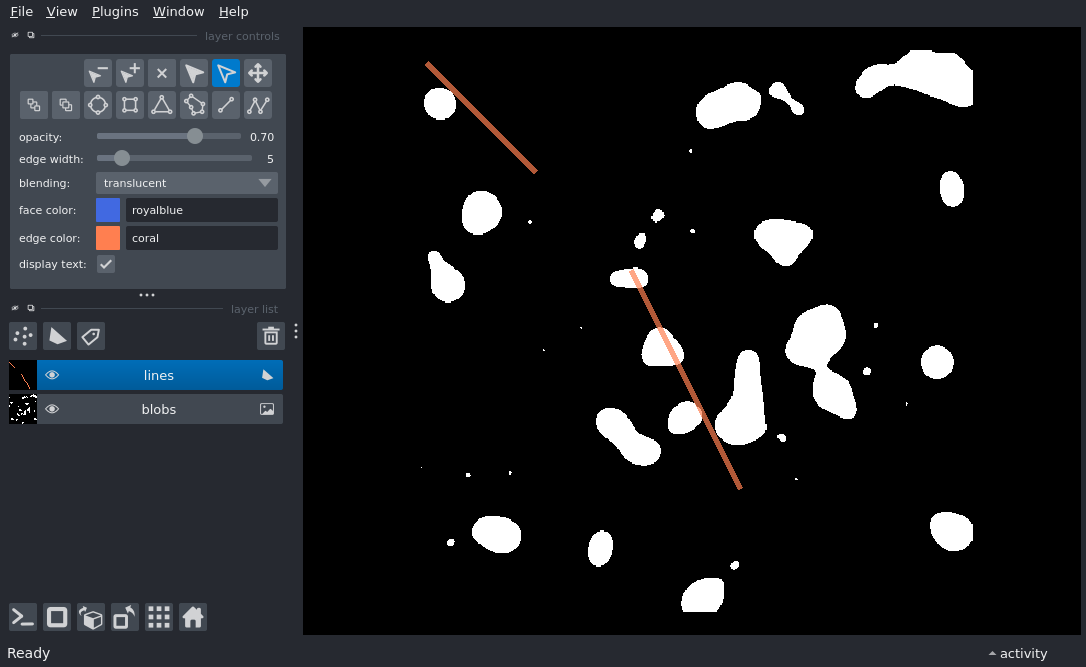 File View Plugins Window Help
layer controls
opacity: 0.70
edge width: 5
blending: translucent
face color: royalblue
edge color: coral
display text:
layer list
lines
blobs
Ready activity